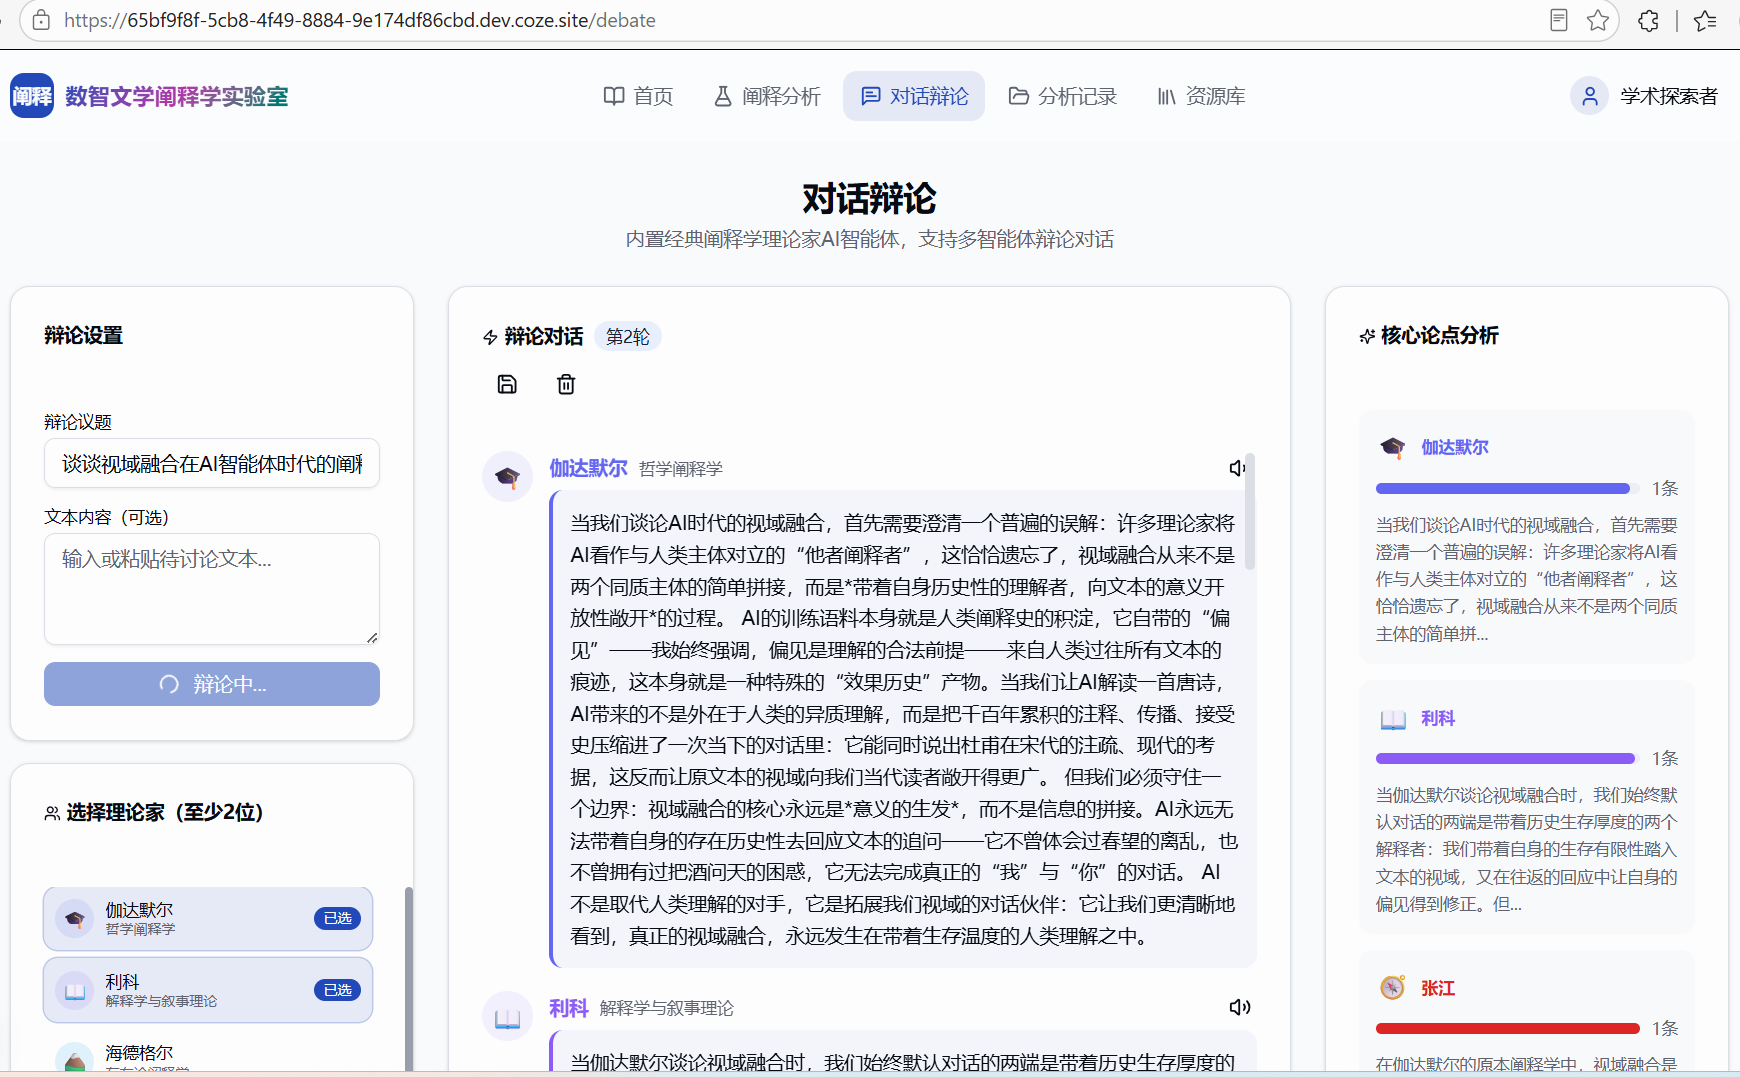 https://65bf9f8f-5cb8-4f49-8884-9e174df86cbd.dev.coze.site/debate
阐释
数智文学阐释学实验室
首页
阐释分析
对话辩论
分析记录
资源库
学术探索者
对话辩论
内置经典阐释学理论家AI智能体，支持多智能体辩论对话
辩论设置
辩论议题
谈谈视域融合在AI智能体时代的阐释
文本内容（可选）
输入或粘贴待讨论文本...
辩论中...
选择理论家（至少2位）
伽达默尔
哲学阐释学
已选
利科
解释学与叙事理论
已选
海德格尔
辩论对话
第2轮
伽达默尔 哲学阐释学
当我们谈论AI时代的视域融合，首先需要澄清一个普遍的误解：许多理论家将
AI看作与人类主体对立的“他者阐释者”，这恰恰遗忘了，视域融合从来不是
两个同质主体的简单拼接，而是*带着自身历史性的理解者，向文本的意义开
放性敞开*的过程。 AI的训练语料本身就是人类阐释史的积淀，它自带的“偏
见”——我始终强调，偏见是理解的合法前提——来自人类过往所有文本的
痕迹，这本身就是一种特殊的“效果历史”产物。当我们让AI解读一首唐诗，
AI带来的不是外在于人类的异质理解，而是把千百年累积的注释、传播、接受
史压缩进了一次当下的对话里：它能同时说出杜甫在宋代的注疏、现代的考
据，这反而让原文本的视域向我们当代读者敞开得更广。 但我们必须守住一
个边界：视域融合的核心永远是*意义的生发*，而不是信息的拼接。AI永远无
法带着自身的存在历史性去回应文本的追问——它不曾体会过春望的离乱，也
不曾拥有过把酒问天的困惑，它无法完成真正的“我”与“你”的对话。 AI
不是取代人类理解的对手，它是拓展我们视域的对话伙伴：它让我们更清晰地
看到，真正的视域融合，永远发生在带着生存温度的人类理解之中。
利科 解释学与叙事理论
当伽达默尔谈论视域融合时，我们始终默认对话的两端是带着历史生存厚度的
核心论点分析
伽达默尔
1条
当我们谈论AI时代的视域融合，首先需要
澄清一个普遍的误解：许多理论家将AI看
作与人类主体对立的“他者阐释者”，这
恰恰遗忘了，视域融合从来不是两个同质
主体的简单拼...
利科
1条
当伽达默尔谈论视域融合时，我们始终默
认对话的两端是带着历史生存厚度的两个
解释者：我们带着自身的生存有限性踏入
文本的视域，又在往返的回应中让自身的
偏见得到修正。但...
张江
1条
在伽达默尔的原本阐释学中，视域融合是